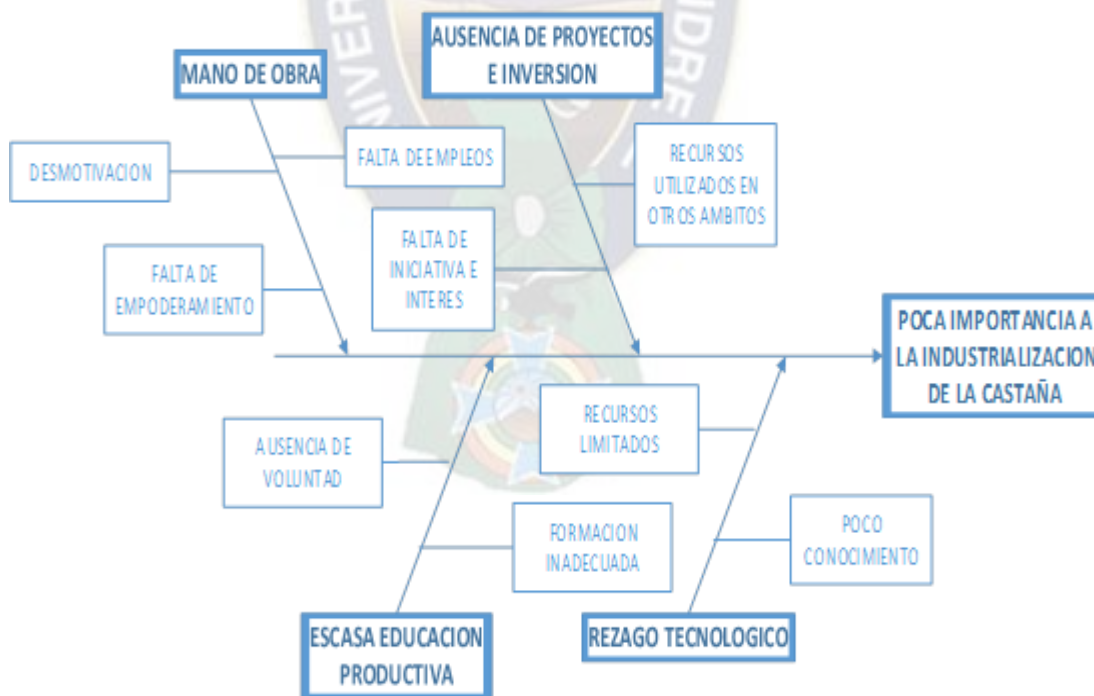 MANO DE OBRA
AUSENCIA DE PROYECTOS
E INVERSION
DESMOTIVACION
FALTA DE EMPLEOS
RECURSOS
UTILIZADOS EN
OTROS AMBITOS
FALTA DE
EMPODERAMIENTO
FALTA DE
INICIATIVA E
INTERES
POCA IMPORTANCIA A
LA INDUSTRIALIZACION
DE LA CASTAÑA
AUSENCIA DE
VOLUNTAD
RECURSOS
LIMITADOS
FORMACION
INADECUADA
POCO
CONOCIMIENTO
ESCASA EDUCACION
PRODUCTIVA
REZAGO TECNOLOGICO